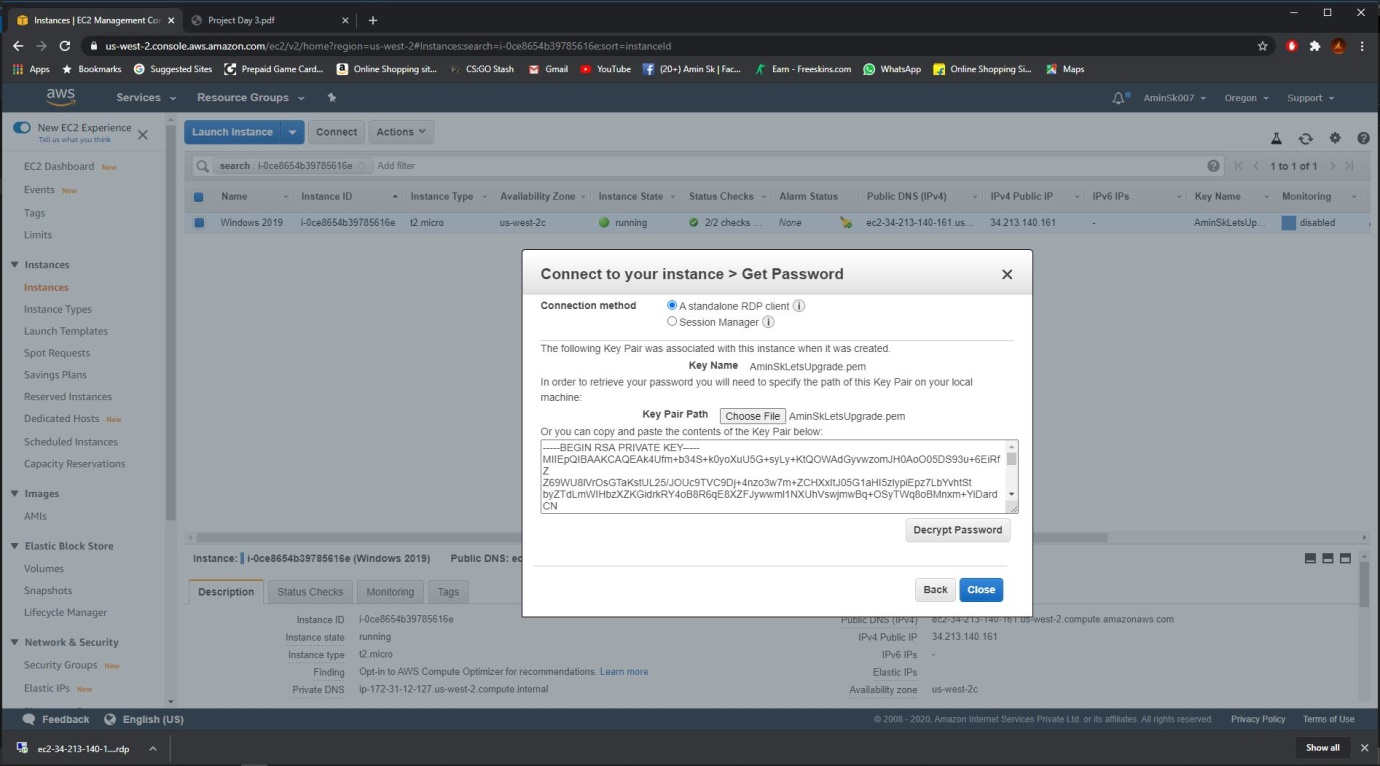 Instances | EC2 Management Con
Project Day 3.pdf
us-west-2.console.aws.amazon.com/ec2/v2/home?region=us-west-2#Instances:search=i-0ce8654b39785616e;sort=instanceId
Apps Bookmarks Suggested Sites Prepaid Game Card... Online Shopping sit... CS:GO Stash Gmail YouTube (20+) Amin Sk | Fac... Earn - Freeskins.com WhatsApp Online Shopping Si... Maps
aws Services Resource Groups AminSk007 Oregon Support
New EC2 Experience
Tell us what you think
EC2 Dashboard New
Events New
Tags
Limits
Instances
Instances
Instance Types
Launch Templates
Spot Requests
Savings Plans
Reserved Instances
Dedicated Hosts New
Scheduled Instances
Capacity Reservations
Images
AMIs
Elastic Block Store
Volumes
Snapshots
Lifecycle Manager
Network & Security
Security Groups New
Elastic IPs New
Launch Instance Connect Actions
search : i-0ce8654b39785616e Add filter 1 to 1 of 1
Name Instance ID Instance Type Availability Zone Instance State Status Checks Alarm Status Public DNS (IPv4) IPv4 Public IP IPv6 IPs Key Name Monitoring
Windows 2019 i-0ce8654b39785616e t2.micro us-west-2c running 2/2 checks ... None ec2-34-213-140-161.us... 34.213.140.161 - AminSkLetsUp... disabled
Connect to your instance > Get Password
Connection method A standalone RDP client
Session Manager
The following Key Pair was associated with this instance when it was created.
Key Name AminSkLetsUpgrade.pem
In order to retrieve your password you will need to specify the path of this Key Pair on your local
machine:
Key Pair Path Choose File AminSkLetsUpgrade.pem
Or you can copy and paste the contents of the Key Pair below:
-----BEGIN RSA PRIVATE KEY-----
Z
CN
Decrypt Password
Back Close
Instance: i-0ce8654b39785616e (Windows 2019) Public DNS: ec
Description Status Checks Monitoring Tags
Instance ID i-0ce8654b39785616e
Instance state running
Instance type t2.micro
Finding Opt-in to AWS Compute Optimizer for recommendations. Learn more
Private DNS ip-172-31-12-127.us-west-2.compute.internal
Public DNS (IPv4) ec2-34-213-140-161.us-west-2.compute.amazonaws.com
IPv4 Public IP 34.213.140.161
IPv6 IPs -
Elastic IPs
Availability zone us-west-2c
Feedback English (US) © 2008 - 2020, Amazon Internet Services Private Ltd. or its affiliates. All rights reserved. Privacy Policy Terms of Use
ec2-34-213-140-1....rdp Show all